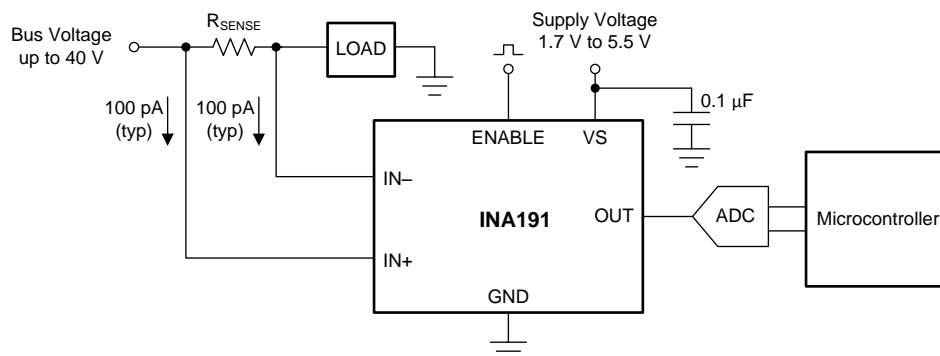 Bus Voltage
up to 40 V
RSENSE
LOAD
Supply Voltage
1.7 V to 5.5 V
100 pA
(typ)
100 pA
(typ)
0.1 µF
ENABLE
VS
IN–
INA191
OUT
ADC
Microcontroller
IN+
GND